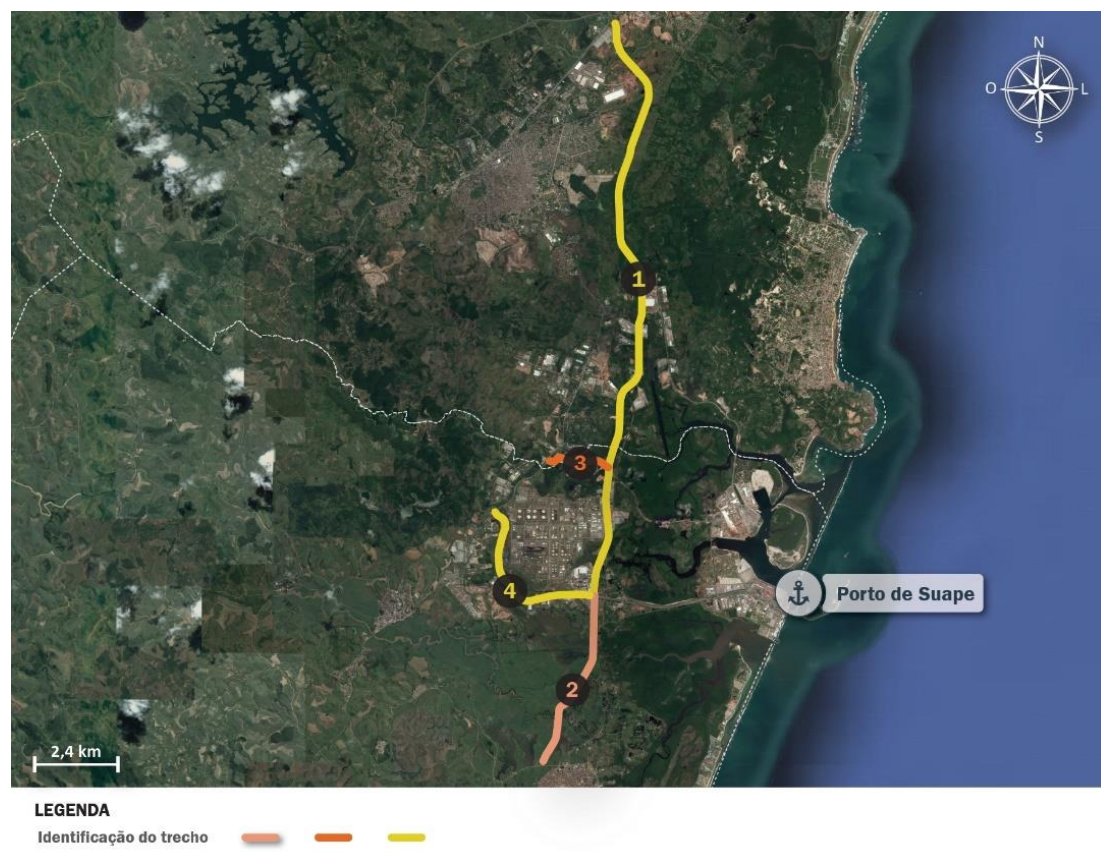 N
O L
S
1
3
4
Porto de Suape
2
2,4 km
LEGENDA
Identificação do trecho